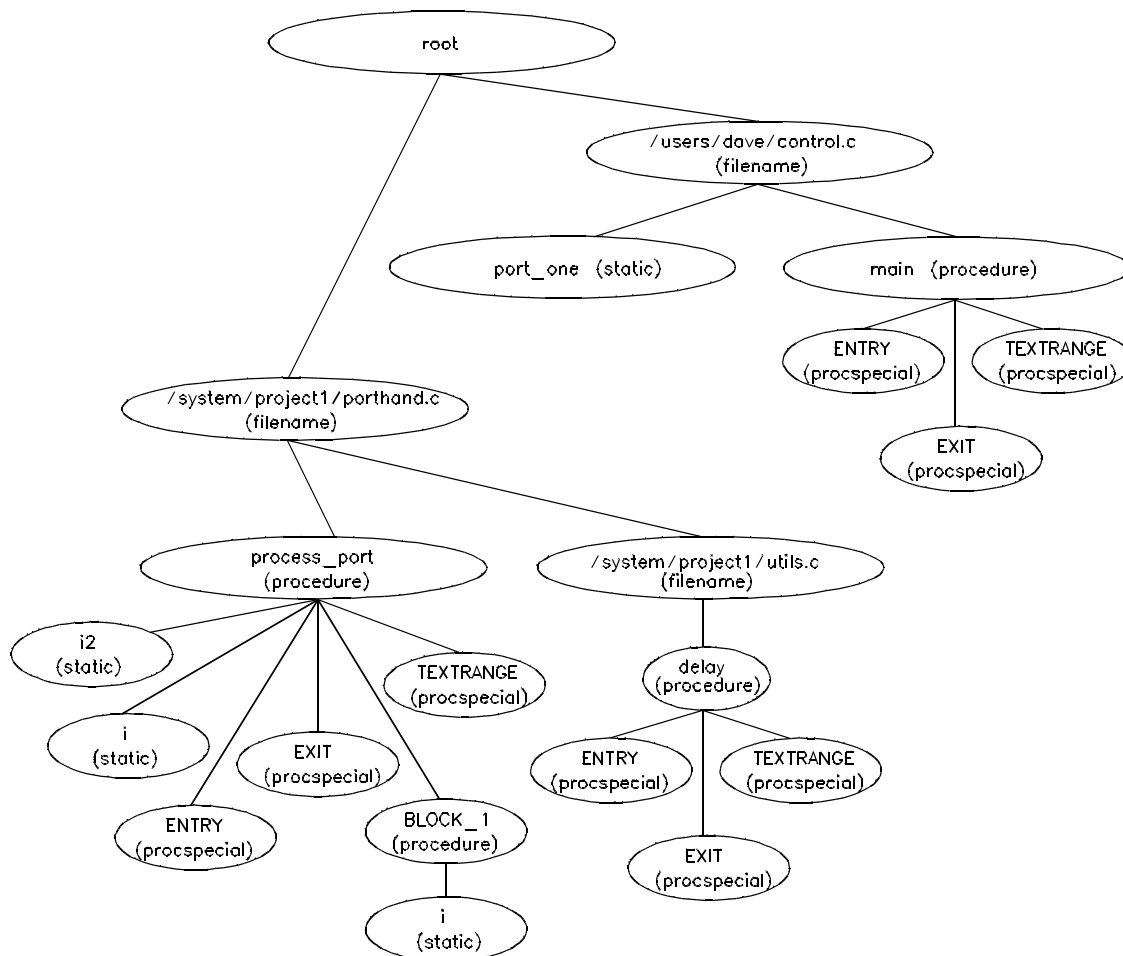 root
/users/dave/control.c
(filename)
port_one (static)
main (procedure)
ENTRY
(procspecial)
TEXTRANGE
(procspecial)
EXIT
(procspecial)
/system/project1/porthand.c
(filename)
process_port
(procedure)
/system/project1/utils.c
(filename)
i2
(static)
TEXTRANGE
(procspecial)
delay
(procedure)
i
(static)
EXIT
(procspecial)
ENTRY
(procspecial)
TEXTRANGE
(procspecial)
ENTRY
(procspecial)
BLOCK_1
(procedure)
EXIT
(procspecial)
i
(static)